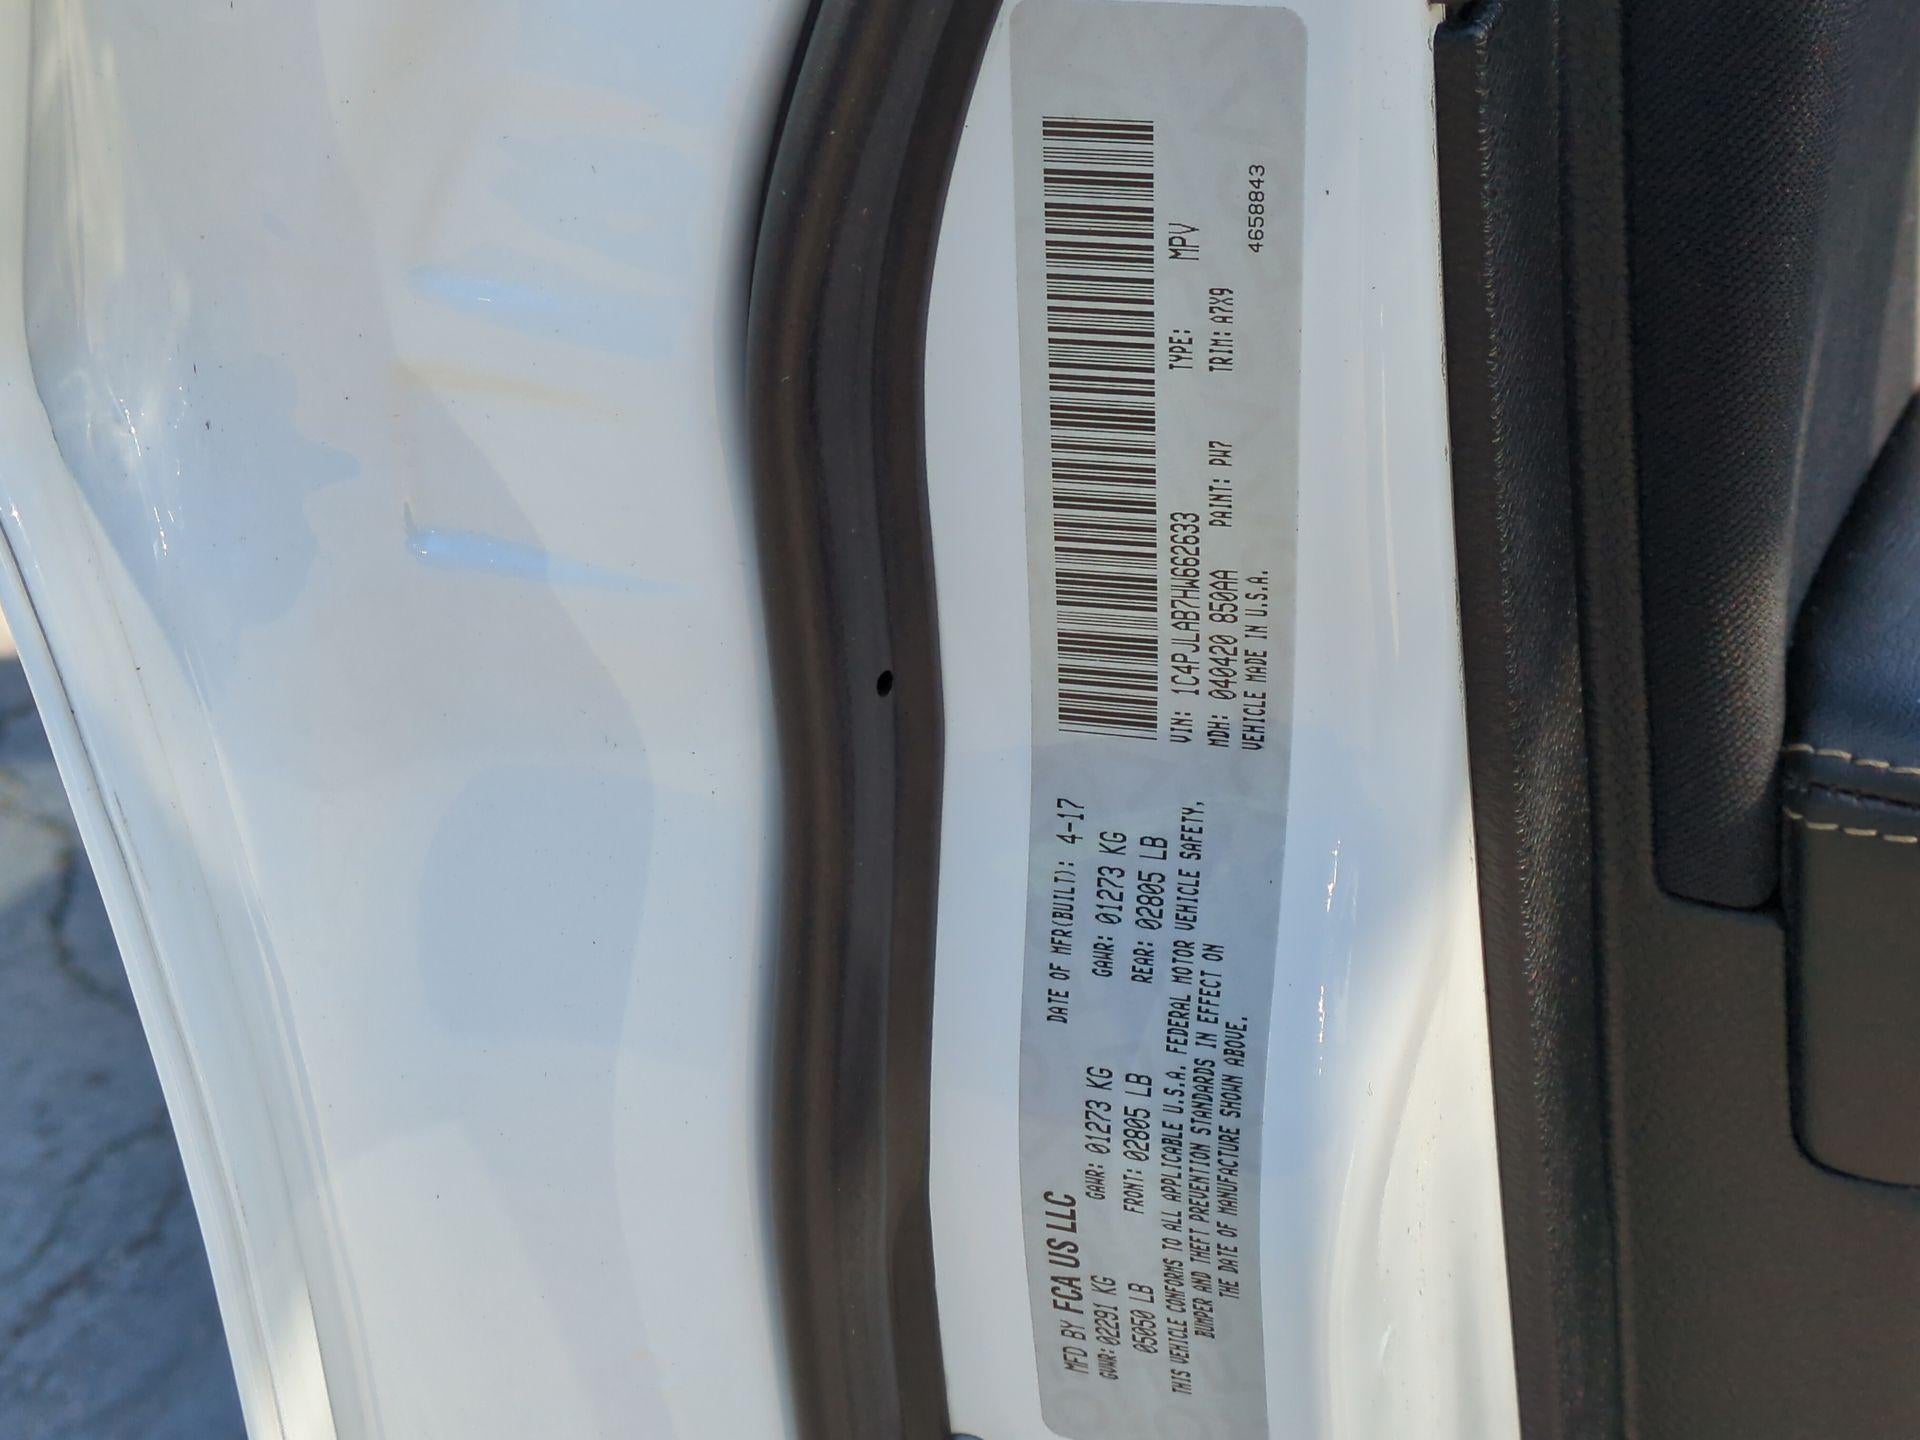 MFD BY FCA US LLC
DATE OF MFR(BUILT): 4-17
GVWR: 02291 KG GAWR: 01273 KG GAWR: 01273 KG
05050 LB FRONT: 02805 LB REAR: 02805 LB
THIS VEHICLE CONFORMS TO ALL APPLICABLE U.S.A. FEDERAL MOTOR VEHICLE SAFETY,
BUMPER AND THEFT PREVENTION STANDARDS IN EFFECT ON
THE DATE OF MANUFACTURE SHOWN ABOVE.
VIN: 1C4PJLAB7HW662633 TYPE: MPV
MDH: 040420 850AA PAINT: PW7 TRIM: A7X9
VEHICLE MADE IN U.S.A. 4658843